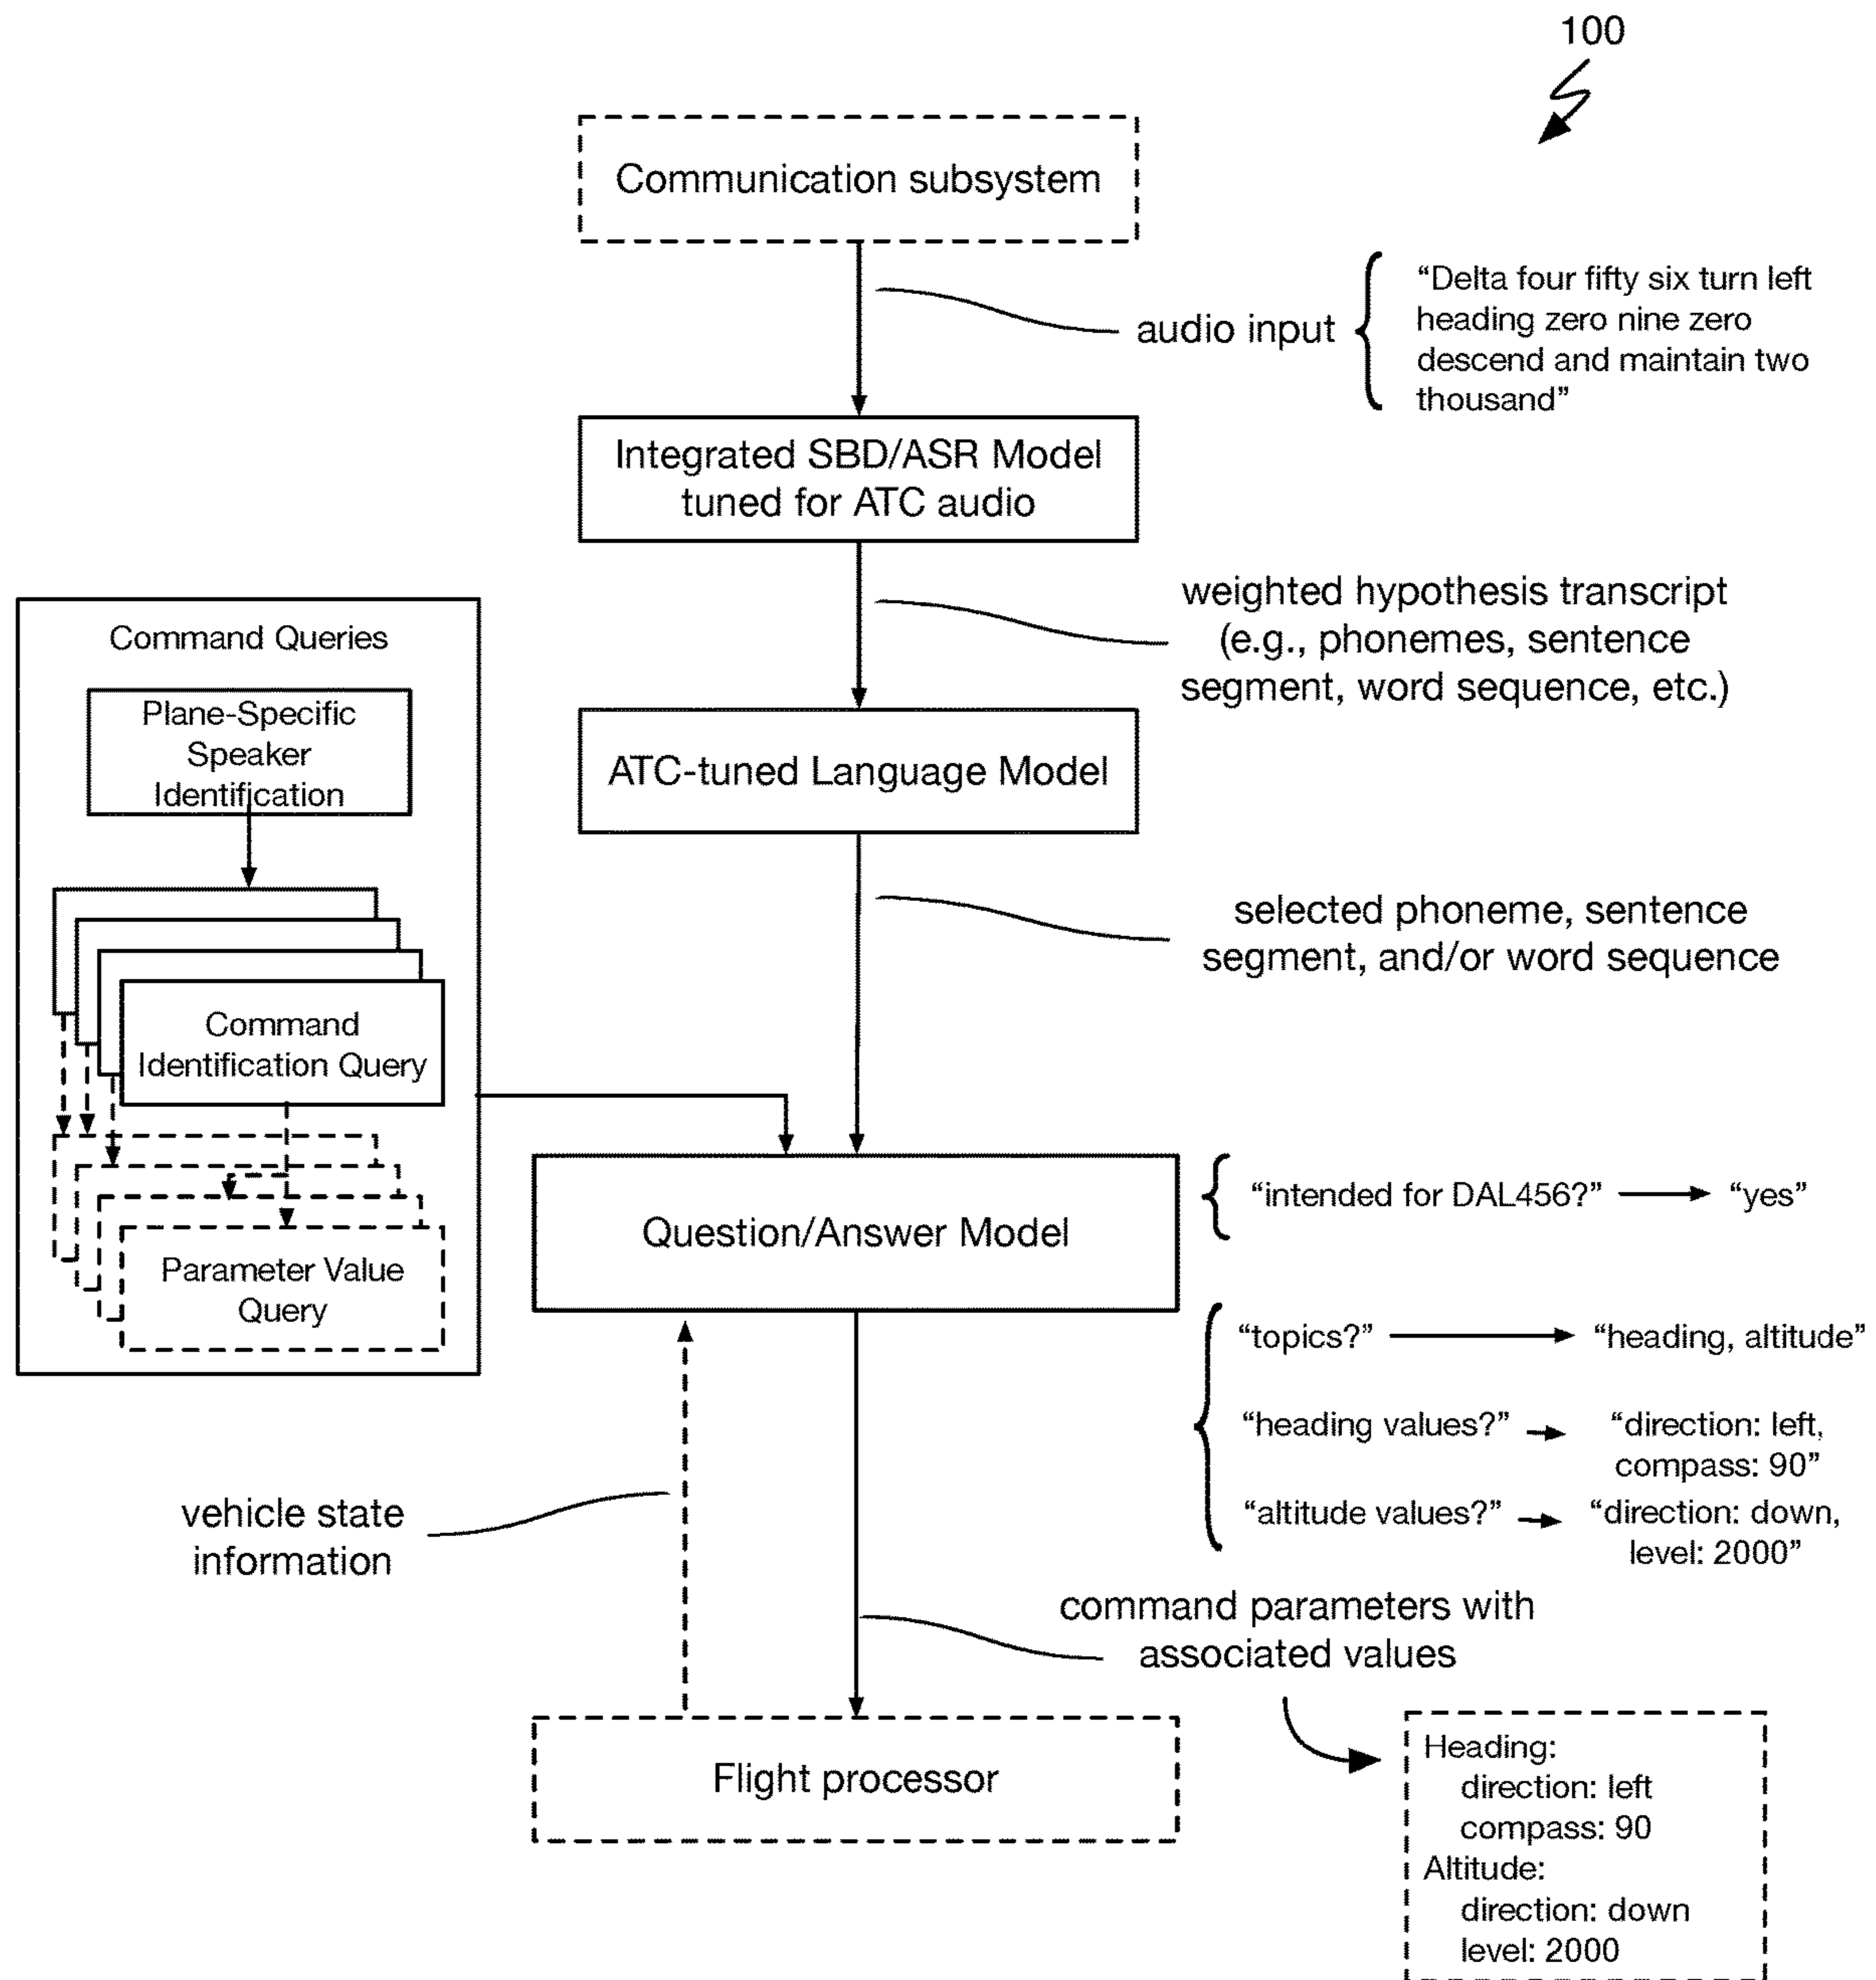 100
Communication subsystem
audio input
“Delta four fifty six turn left
heading zero nine zero
descend and maintain two
thousand”
Integrated SBD/ASR Model
tuned for ATC audio
weighted hypothesis transcript
(e.g., phonemes, sentence
segment, word sequence, etc.)
Command Queries
Plane-Specific
Speaker
Identification
ATC-tuned Language Model
selected phoneme, sentence
segment, and/or word sequence
Command
Identification Query
Parameter Value
Query
Question/Answer Model
“intended for DAL456?” “yes”
“topics?” “heading, altitude”
“heading values?” “direction: left,
compass: 90”
“altitude values?” “direction: down,
level: 2000”
vehicle state
information
command parameters with
associated values
Flight processor
Heading:
direction: left
compass: 90
Altitude:
direction: down
level: 2000